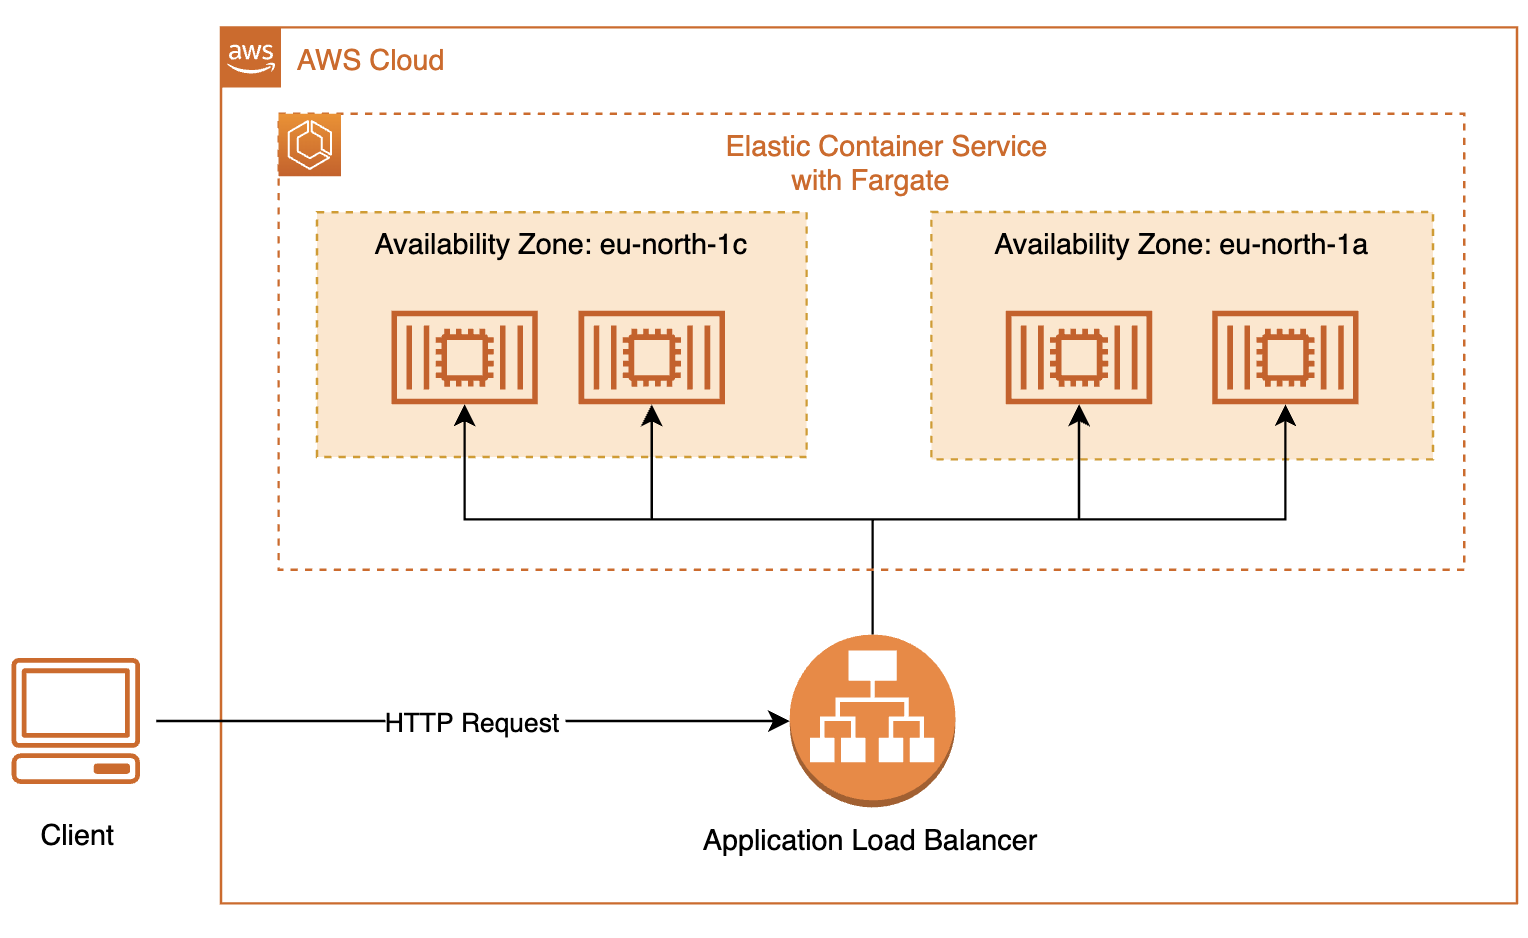 aws
AWS Cloud
Elastic Container Service
with Fargate
Availability Zone: eu-north-1c
Availability Zone: eu-north-1a
HTTP Request
Client
Application Load Balancer